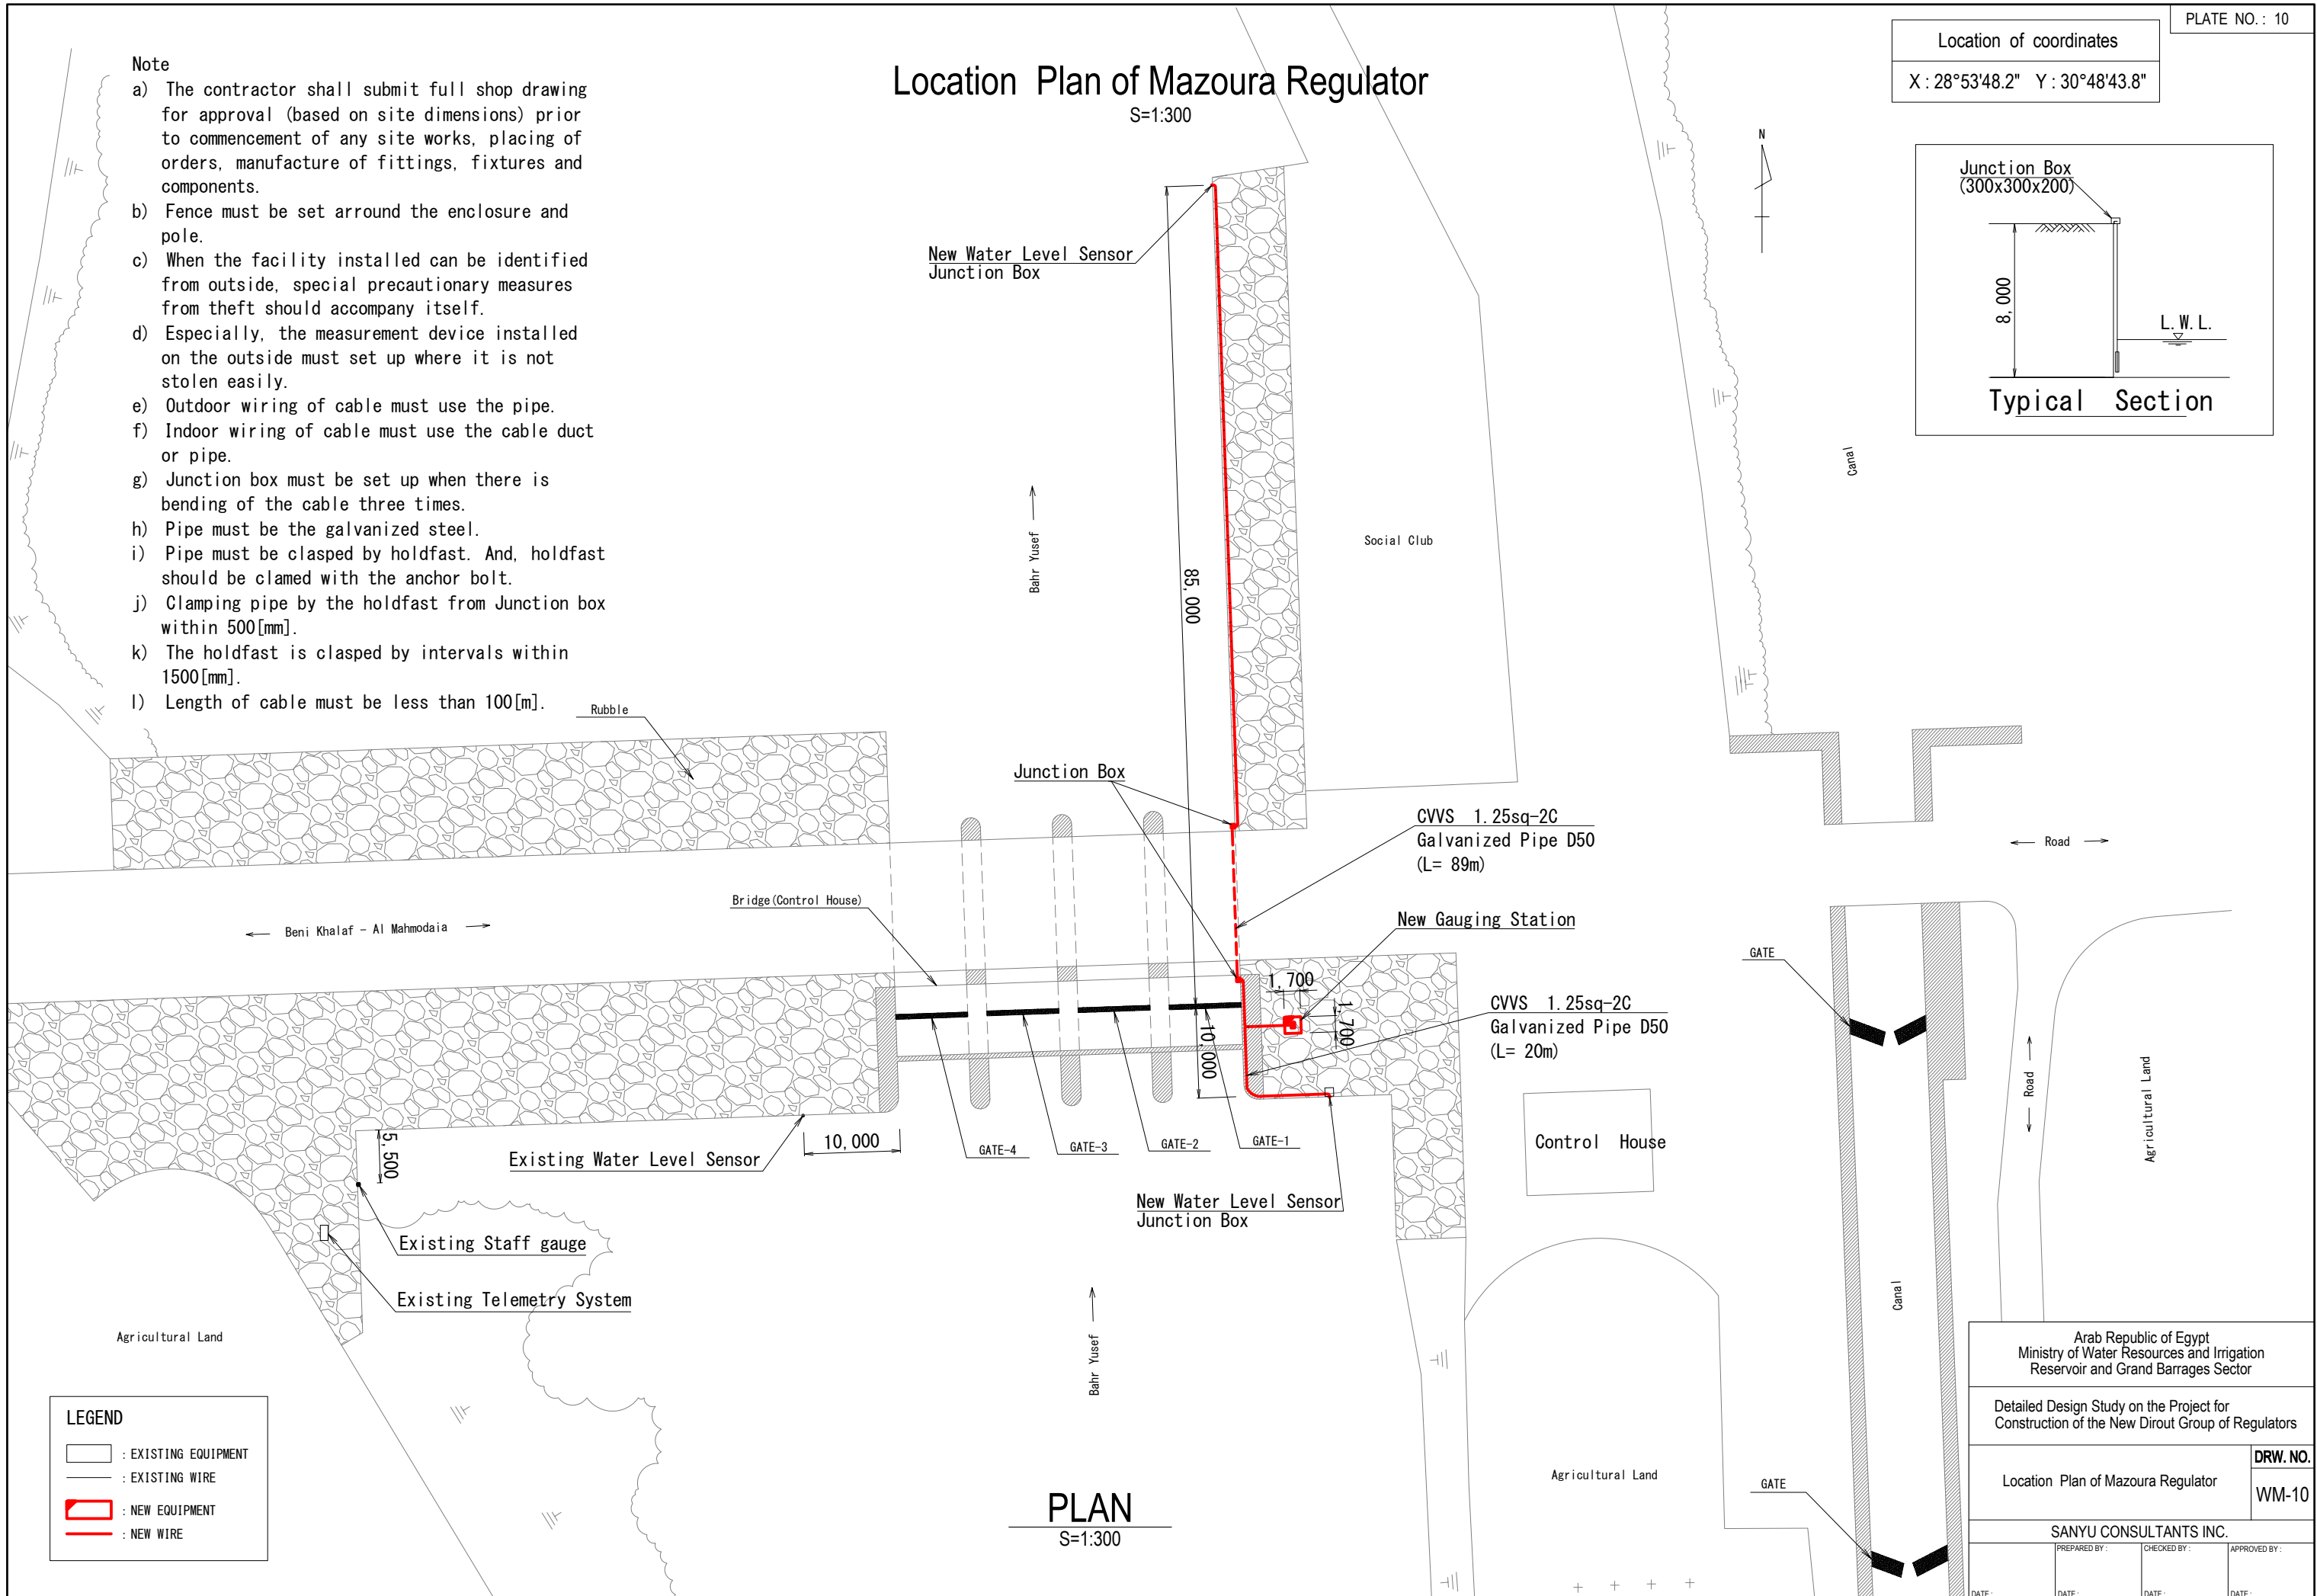 PLATE NO. : 10
Location of coordinates
X : 28°53'48.2"  Y : 30°48'43.8"
Location Plan of Mazoura Regulator
S=1:300
Note
a) The contractor shall submit full shop drawing
for approval (based on site dimensions) prior
to commencement of any site works, placing of
orders, manufacture of fittings, fixtures and
components.
b) Fence must be set arround the enclosure and
pole.
c) When the facility installed can be identified
from outside, special precautionary measures
from theft should accompany itself.
d) Especially, the measurement device installed
on the outside must set up where it is not
stolen easily.
e) Outdoor wiring of cable must use the pipe.
f) Indoor wiring of cable must use the cable duct
or pipe.
g) Junction box must be set up when there is
bending of the cable three times.
h) Pipe must be the galvanized steel.
i) Pipe must be clasped by holdfast. And, holdfast
should be clamed with the anchor bolt.
j) Clamping pipe by the holdfast from Junction box
within 500[mm].
k) The holdfast is clasped by intervals within
1500[mm].
l) Length of cable must be less than 100[m].
N
Junction Box
(300x300x200)
8,000
L.W.L.
Typical Section
New Water Level Sensor
Junction Box
Bahr Yusef
85,000
Social Club
Canal
Rubble
Junction Box
CVVS 1.25sq-2C
Galvanized Pipe D50
(L= 89m)
Road
Bridge(Control House)
Beni Khalaf - Al Mahmodaia
New Gauging Station
GATE
1,700
1,700
CVVS 1.25sq-2C
Galvanized Pipe D50
(L= 20m)
10,000
Road
Agricultural Land
5,500
10,000
Existing Water Level Sensor
GATE-4
GATE-3
GATE-2
GATE-1
Control House
New Water Level Sensor
Junction Box
Existing Staff gauge
Existing Telemetry System
Agricultural Land
Bahr Yusef
Canal
LEGEND
: EXISTING EQUIPMENT
: EXISTING WIRE
: NEW EQUIPMENT
: NEW WIRE
PLAN
S=1:300
Agricultural Land
GATE
Arab Republic of Egypt
Ministry of Water Resources and Irrigation
Reservoir and Grand Barrages Sector
Detailed Design Study on the Project for
Construction of the New Dirout Group of Regulators
Location Plan of Mazoura Regulator
DRW. NO.
WM-10
SANYU CONSULTANTS INC.
PREPARED BY :
CHECKED BY :
APPROVED BY :
DATE :
DATE :
DATE :
DATE :